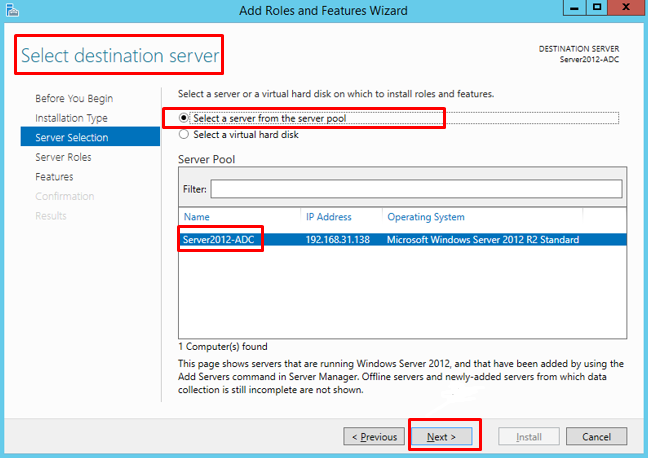 Add Roles and Features Wizard
Select destination server
DESTINATION SERVER
Server2012-ADC
Before You Begin
Installation Type
Server Selection
Server Roles
Features
Confirmation
Results
Select a server or a virtual hard disk on which to install roles and features.
Select a server from the server pool
Select a virtual hard disk
Server Pool
Filter:
Name IP Address Operating System
Server2012-ADC 192.168.31.138 Microsoft Windows Server 2012 R2 Standard
1 Computer(s) found
This page shows servers that are running Windows Server 2012, and that have been added by using the
Add Servers command in Server Manager. Offline servers and newly-added servers from which data
collection is still incomplete are not shown.
< Previous Next > Install Cancel